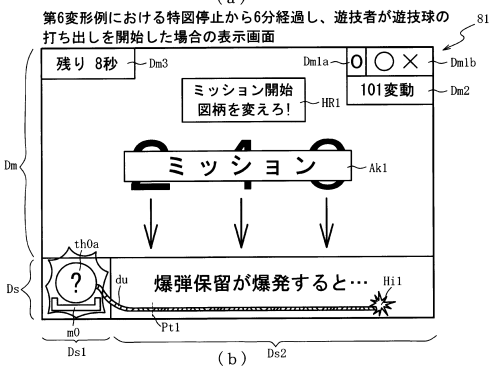 (a)
第6変形例における特図停止から6分経過し、遊技者が遊技球の
打ち出しを開始した場合の表示画面
81
残り 8秒
Dm3
Dm1a
0
○ ×
Dm1b
ミッション開始
図柄を変えろ!
HR1
101変動
Dm2
Dm
2 4 0
ミッション
Ak1
th0a
?
du
爆弾保留が爆発すると…
Hi1
Ds
m0
Pt1
Ds1
(b)
Ds2